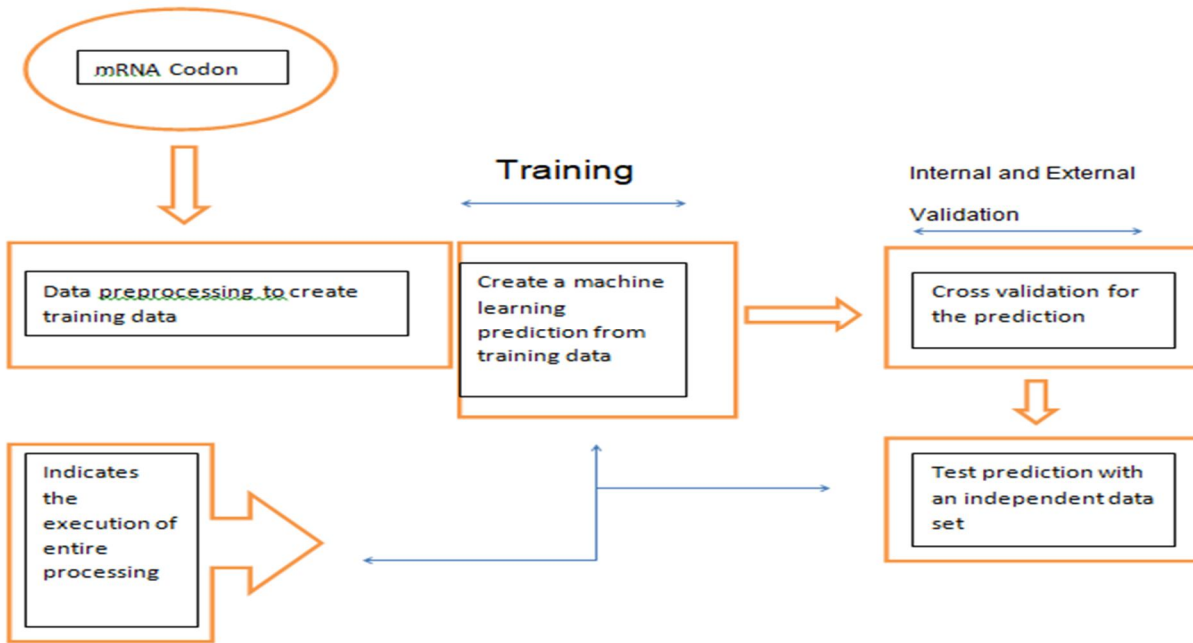 mRNA Codon
Training
Internal and External
Validation
Data preprocessing to create
training data
Create a machine
learning
prediction from
training data
Cross validation for
the prediction
Indicates
the
execution of
entire
processing
Test prediction with
an independent data
set